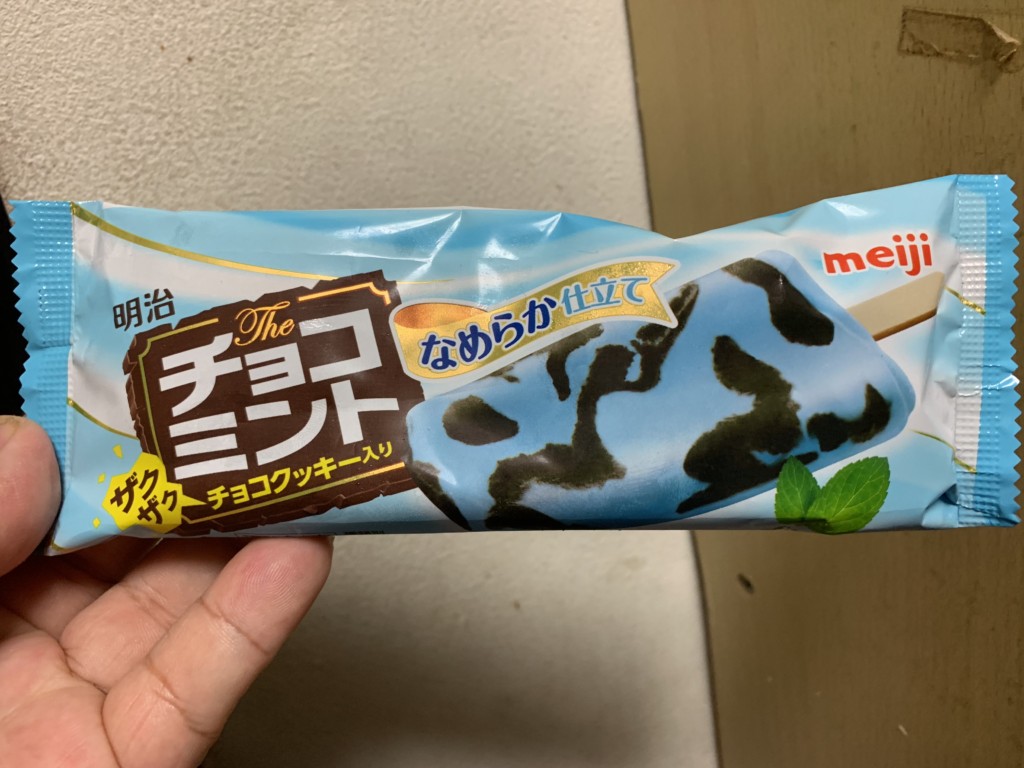 明治
The
チョコ
ミント
ザク
ザク
チョコクッキー入り
なめらか仕立て
meiji